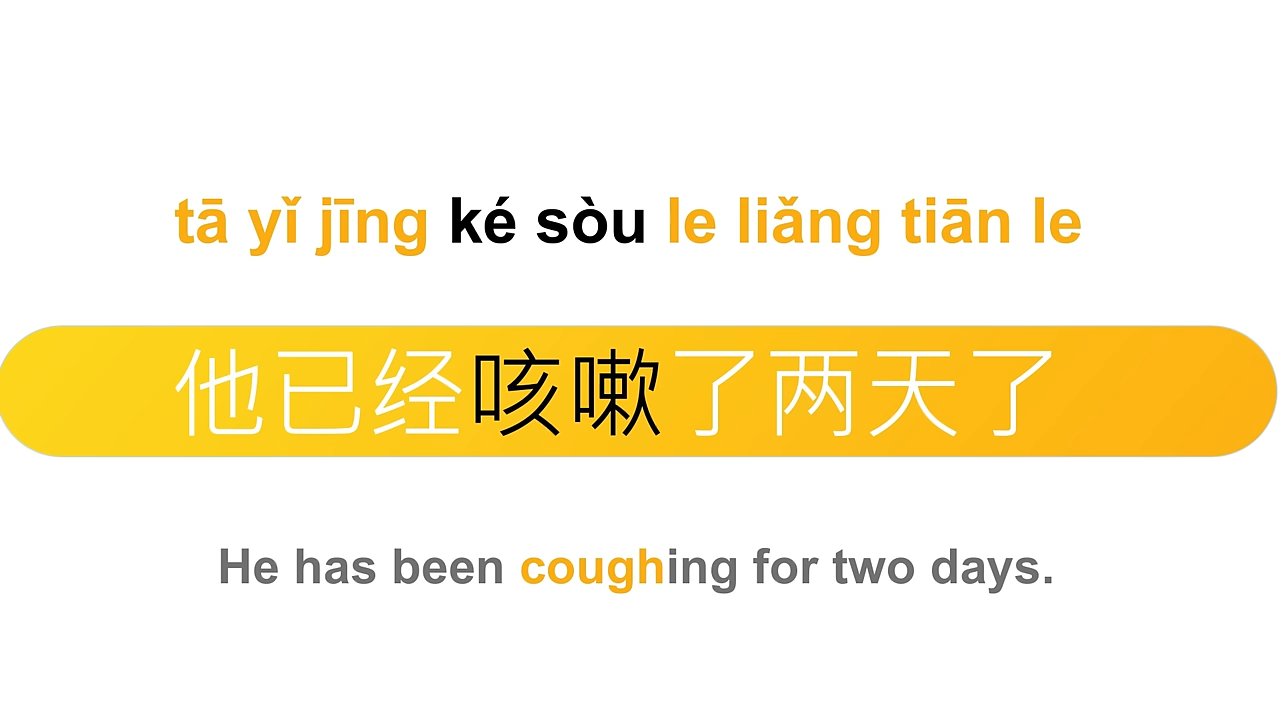 tā yǐ jīng ké sòu le liǎng tiān le
他已经咳嗽了两天了
He has been coughing for two days.